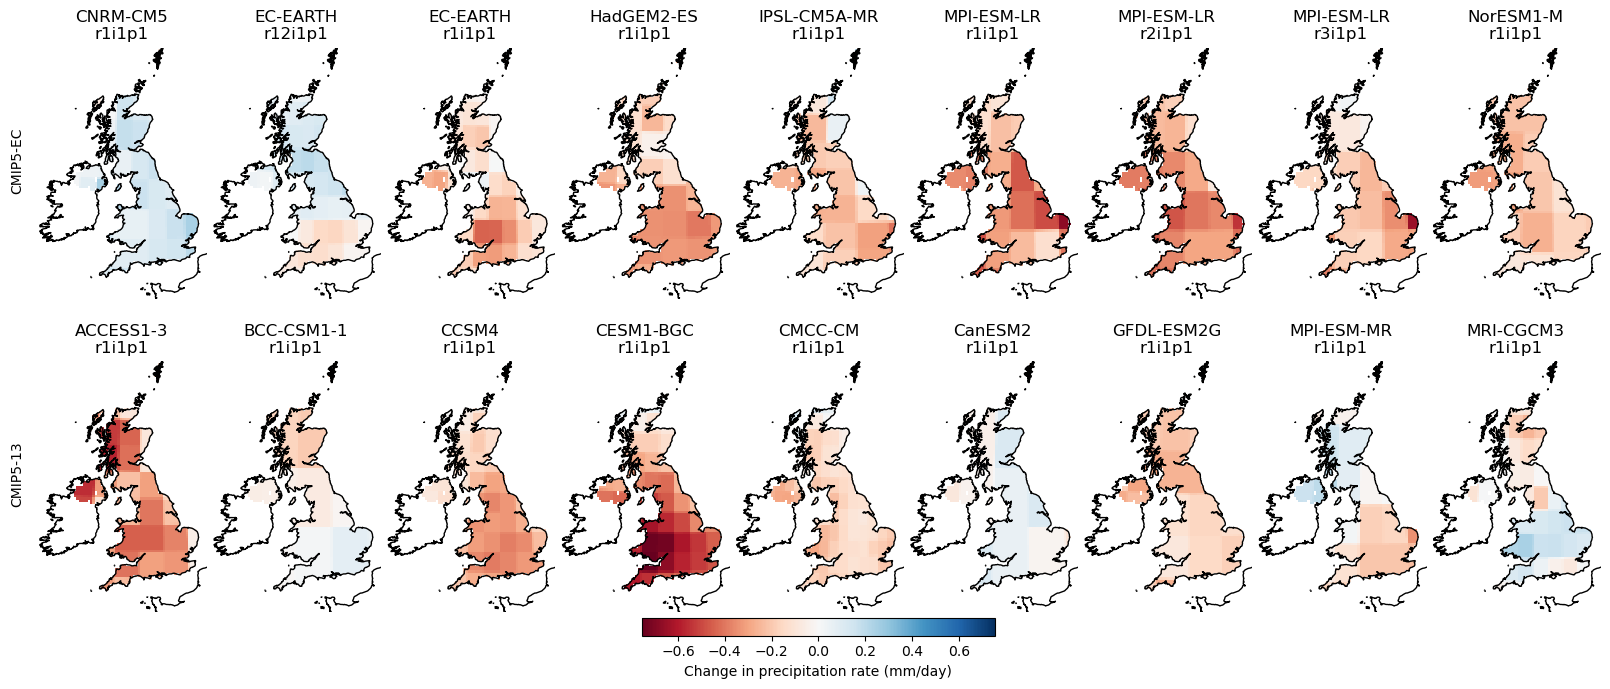 CNRM-CM5 EC-EARTH EC-EARTH HadGEM2-ES IPSL-CM5A-MR MPI-ESM-LR MPI-ESM-LR MPI-ESM-LR NorESM1-M
r1i1p1 r12i1p1 r1i1p1 r1i1p1 r1i1p1 r1i1p1 r2i1p1 r3i1p1 r1i1p1
CMIP5-EC
ACCESS1-3 BCC-CSM1-1 CCSM4 CESM1-BGC CMCC-CM CanESM2 GFDL-ESM2G MPI-ESM-MR MRI-CGCM3
r1i1p1 r1i1p1 r1i1p1 r1i1p1 r1i1p1 r1i1p1 r1i1p1 r1i1p1 r1i1p1
CMIP5-13
−0.6 −0.4 −0.2 0.0 0.2 0.4 0.6
Change in precipitation rate (mm/day)